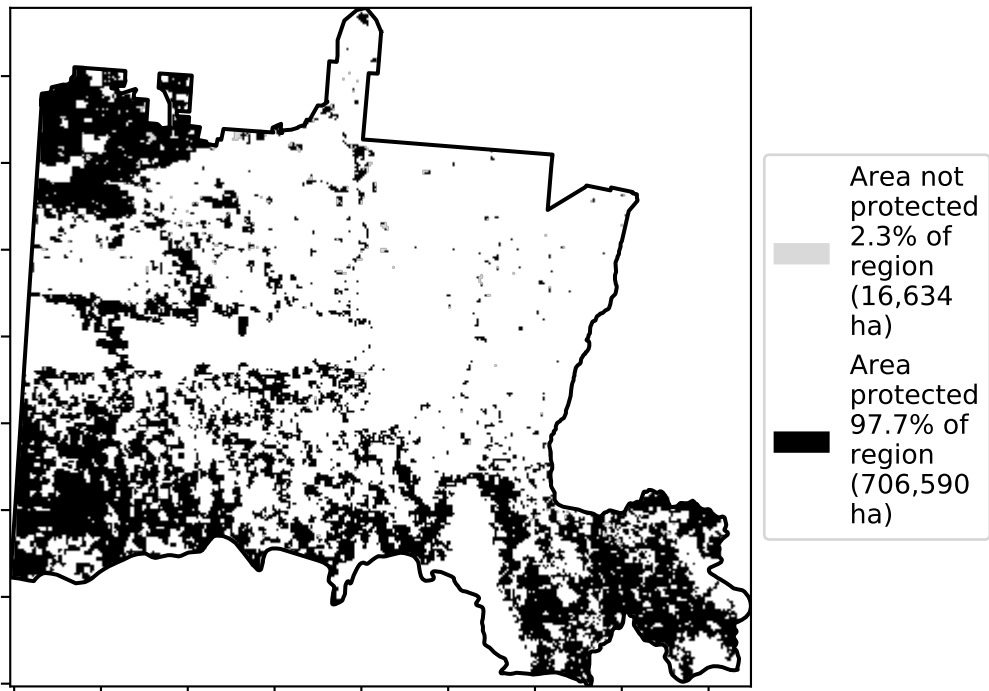 Area not
protected
2.3% of
region
(16,634
ha)
Area
protected
97.7% of
region
(706,590
ha)